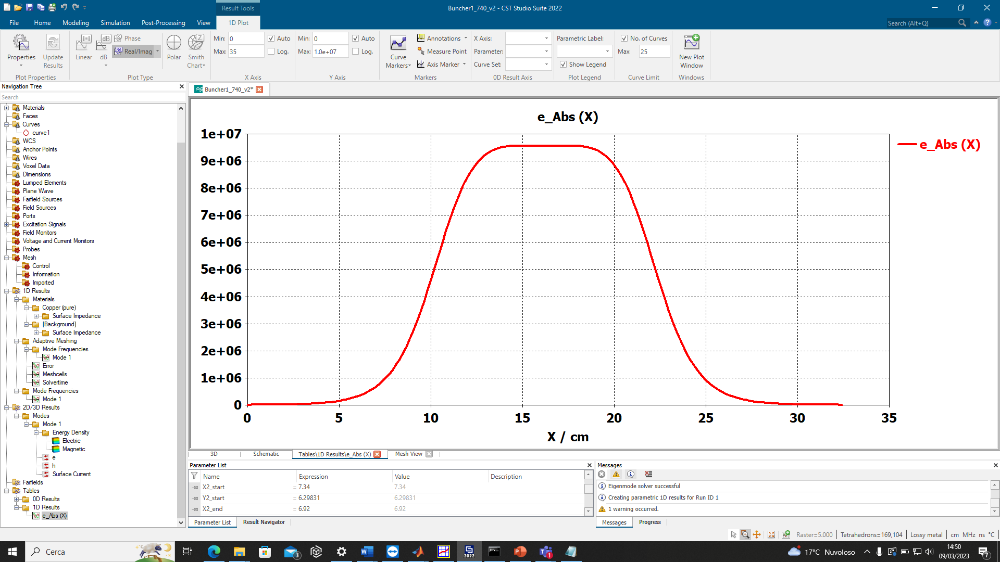 Result Tools
Buncher1_740_v2 - CST Studio Suite 2022
File Home Modeling Simulation Post-Processing View 1D Plot
Search (Alt+Q)
Properties
Update Results
Plot Properties
Linear
dB
Phase
Real/Imag
Polar
Smith Chart
Plot Type
Min: 0 Auto
Max: 35 Log.
X Axis
Min: 0 Auto
Max: 1.0e+07 Log.
Y Axis
Curve Markers
Annotations
Measure Point
Axis Marker
Markers
X Axis:
Parameter:
Curve Set:
0D Result Axis
Parametric Label:
Show Legend
Plot Legend
No. of Curves
Max: 25
Curve Limit
New Plot Window
Windows
Navigation Tree
Search
Materials
Faces
Curves
curve1
WCS
Anchor Points
Wires
Voxel Data
Dimensions
Lumped Elements
Plane Wave
Farfield Sources
Field Sources
Ports
Excitation Signals
Field Monitors
Voltage and Current Monitors
Probes
Mesh
Control
Information
Imported
1D Results
Materials
Copper (pure)
Surface Impedance
[Background]
Surface Impedance
Adaptive Meshing
Mode Frequencies
Mode 1
Error
Meshcells
Solvertime
Mode Frequencies
Mode 1
2D/3D Results
Modes
Mode 1
Energy Density
Electric
Magnetic
e
h
Surface Current
Farfields
Tables
0D Results
1D Results
e_Abs (X)
Buncher1_740_v2*
e_Abs (X)
e_Abs (X)
1e+07
9e+06
8e+06
7e+06
6e+06
5e+06
4e+06
3e+06
2e+06
1e+06
0
0 5 10 15 20 25 30 35
X / cm
3D Schematic Tables\1D Results\e_Abs (X) Mesh View
Parameter List
Name Expression Value Description
X2_start = 7.34 7.34
Y2_start = 6.29831 6.29831
X2_end = 6.92 6.92
Parameter List Result Navigator
Messages
Eigenmode solver successful
Creating parametric 1D results for Run ID 1
1 warning occurred.
Messages Progress
Raster=5.000 Tetrahedrons=169,104 Lossy metal cm MHz ns °C
Cerca
3
2022
1
17°C Nuvoloso
14:50
09/03/2023
7